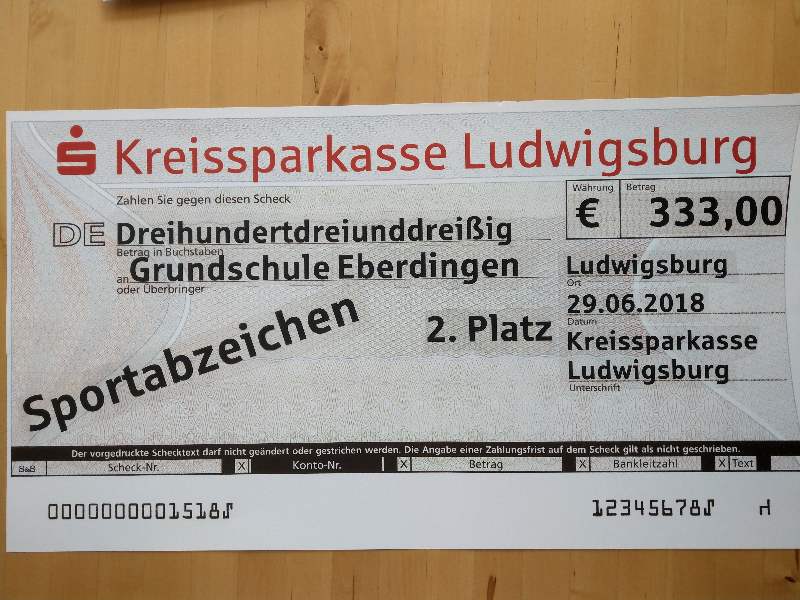 Kreissparkasse Ludwigsburg
Zahlen Sie gegen diesen Scheck
Währung Betrag
€ 333,00
DE Dreihundertdreiunddreißig
Betrag in Buchstaben
an Grundschule Eberdingen
oder Überbringer
Ludwigsburg
Ort
29.06.2018
Datum
Sportabzeichen
2. Platz
Kreissparkasse
Ludwigsburg
Unterschrift
Der vorgedruckte Schecktext darf nicht geändert oder gestrichen werden. Die Angabe einer Zahlungsfrist auf dem Scheck gilt als nicht geschrieben.
S&S Scheck-Nr. X Konto-Nr. X Betrag X Bankleitzahl X Text
0000000001518⑀ 12345678⑀ ⑁